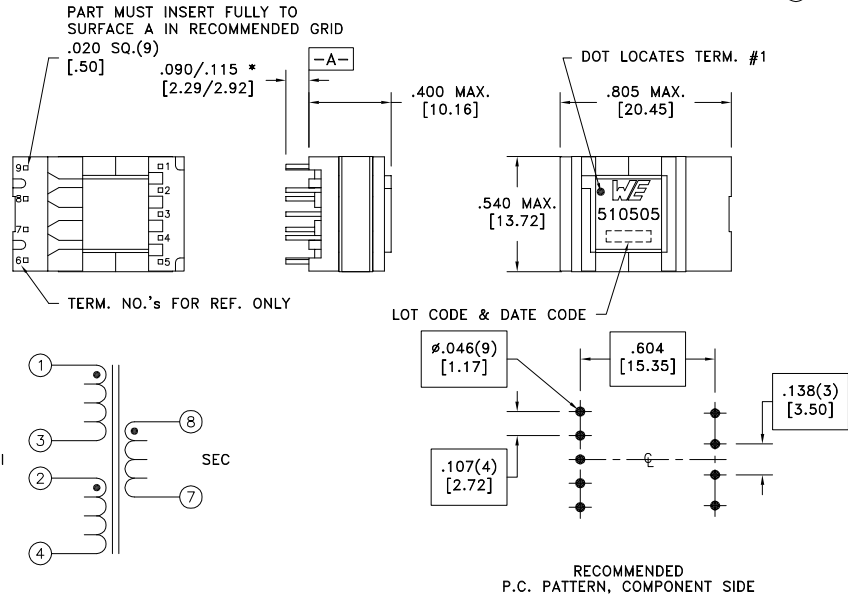 PART MUST INSERT FULLY TO
SURFACE A IN RECOMMENDED GRID
.020 SQ.(9)
[.50]
.090/.115 *
[2.29/2.92]
-A-
.400 MAX.
[10.16]
DOT LOCATES TERM. #1
.805 MAX.
[20.45]
9
8
7
6
1
2
3
4
5
.540 MAX.
[13.72]
WE
510505
TERM. NO.'s FOR REF. ONLY
LOT CODE & DATE CODE
1
3
2
4
8
7
SEC
ø.046(9)
[1.17]
.604
[15.35]
.138(3)
[3.50]
.107(4)
[2.72]
RECOMMENDED
P.C. PATTERN, COMPONENT SIDE